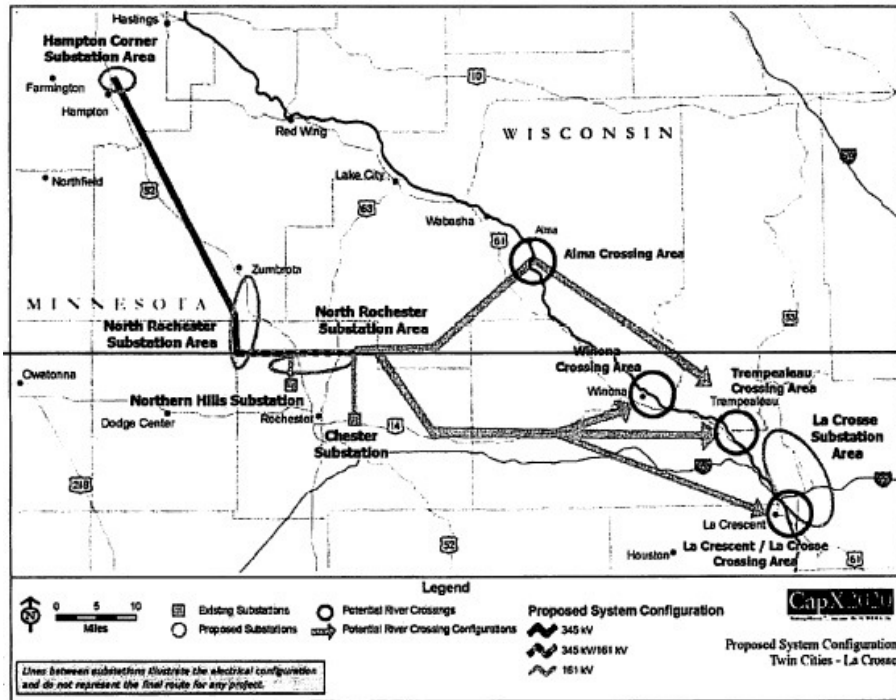 Hastings
Hampton Corner
Substation Area
Farmington
Hampton
10
Red Wing
WISCONSIN
Northfield
52
Lake City
63
Wabasha
61
Alma
Alma Crossing Area
Zumbrota
MINNESOTA
North Rochester
Substation Area
North Rochester
Substation Area
53
Owatonna
Winona
Crossing Area
Winona
Trempealeau
Crossing Area
Trempealeau
Northern Hills Substation
Dodge Center
Rochester
14
Chester
Substation
La Crosse
Substation
Area
218
La Crescent
52
Houston
La Crescent / La Crosse
Crossing Area
61
Legend
N
0 5 10
Miles
Existing Substations
Proposed Substations
Potential River Crossings
Potential River Crossing Configurations
Proposed System Configuration
345 kV
345 kV/161 kV
161 kV
CapX 2020
Proposed System Configuration
Twin Cities - La Crosse
Lines between substations illustrate the electrical configuration
and do not represent the final route for any project.